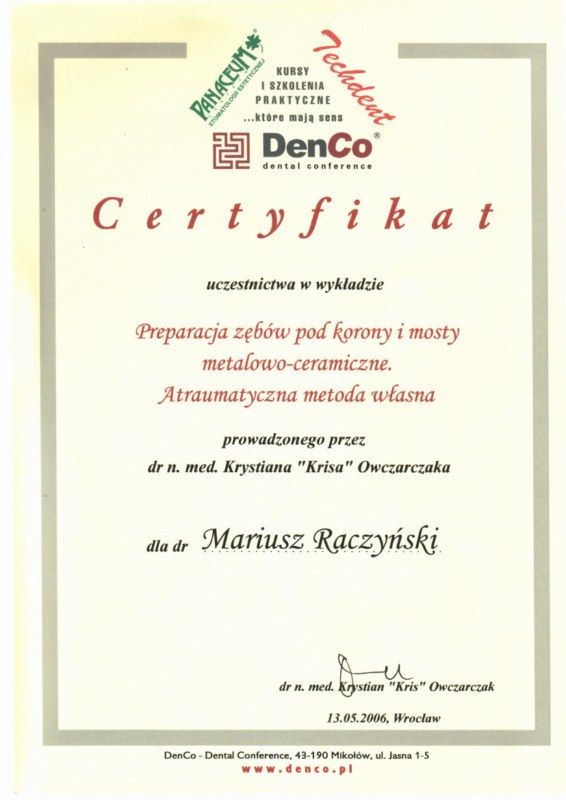 PANACEUM
STOMATOLOGII ESTETYCZNEJ
KURSY
I SZKOLENIA
PRAKTYCZNE
...które mają sens
Techdent
DenCo®
dental conference
Certyfikat
uczestnictwa w wykładzie
Preparacja zębów pod korony i mosty
metalowo-ceramiczne.
Atraumatyczna metoda własna
prowadzonego przez
dr n. med. Krystiana "Krisa" Owczarczaka
dla dr Mariusz Raczyński
dr n. med. Krystian "Kris" Owczarczak
13.05.2006, Wrocław
DenCo - Dental Conference, 43-190 Mikołów, ul. Jasna 1-5
www.denco.pl